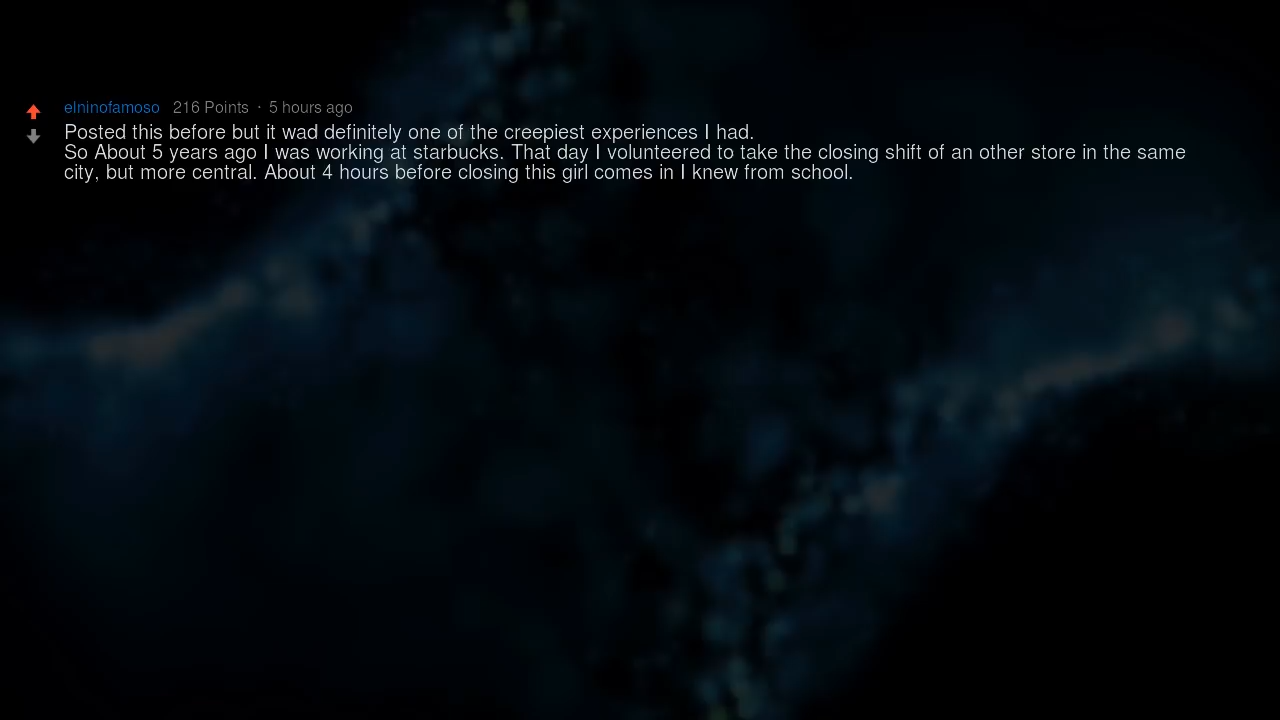 elninofamoso 216 Points · 5 hours ago
Posted this before but it wad definitely one of the creepiest experiences I had.
So About 5 years ago I was working at starbucks. That day I volunteered to take the closing shift of an other store in the same
city, but more central. About 4 hours before closing this girl comes in I knew from school.